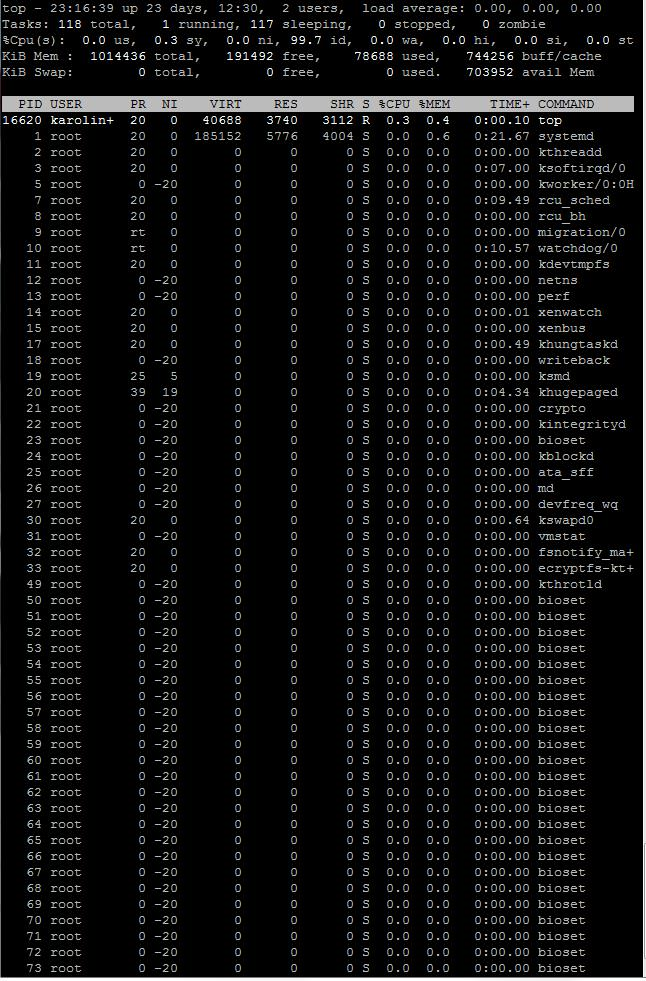 top - 23:16:39 up 23 days, 12:30,  2 users,  load average: 0.00, 0.00, 0.00
Tasks: 118 total,   1 running, 117 sleeping,   0 stopped,   0 zombie
%Cpu(s):  0.0 us,  0.3 sy,  0.0 ni, 99.7 id,  0.0 wa,  0.0 hi,  0.0 si,  0.0 st
KiB Mem :  1014436 total,   191492 free,    78688 used,   744256 buff/cache
KiB Swap:        0 total,        0 free,        0 used.   703952 avail Mem
  PID USER      PR  NI    VIRT    RES    SHR S %CPU %MEM     TIME+ COMMAND
16620 karolin+  20   0   40688   3740   3112 R  0.3  0.4   0:00.10 top
    1 root      20   0  185152   5776   4004 S  0.0  0.6   0:21.67 systemd
    2 root      20   0       0      0      0 S  0.0  0.0   0:00.00 kthreadd
    3 root      20   0       0      0      0 S  0.0  0.0   0:07.00 ksoftirqd/0
    5 root       0 -20       0      0      0 S  0.0  0.0   0:00.00 kworker/0:0H
    7 root      20   0       0      0      0 S  0.0  0.0   0:09.49 rcu_sched
    8 root      20   0       0      0      0 S  0.0  0.0   0:00.00 rcu_bh
    9 root      rt   0       0      0      0 S  0.0  0.0   0:00.00 migration/0
   10 root      rt   0       0      0      0 S  0.0  0.0   0:10.57 watchdog/0
   11 root      20   0       0      0      0 S  0.0  0.0   0:00.00 kdevtmpfs
   12 root       0 -20       0      0      0 S  0.0  0.0   0:00.00 netns
   13 root       0 -20       0      0      0 S  0.0  0.0   0:00.00 perf
   14 root      20   0       0      0      0 S  0.0  0.0   0:00.01 xenwatch
   15 root      20   0       0      0      0 S  0.0  0.0   0:00.00 xenbus
   17 root      20   0       0      0      0 S  0.0  0.0   0:00.49 khungtaskd
   18 root       0 -20       0      0      0 S  0.0  0.0   0:00.00 writeback
   19 root      25   5       0      0      0 S  0.0  0.0   0:00.00 ksmd
   20 root      39  19       0      0      0 S  0.0  0.0   0:04.34 khugepaged
   21 root       0 -20       0      0      0 S  0.0  0.0   0:00.00 crypto
   22 root       0 -20       0      0      0 S  0.0  0.0   0:00.00 kintegrityd
   23 root       0 -20       0      0      0 S  0.0  0.0   0:00.00 bioset
   24 root       0 -20       0      0      0 S  0.0  0.0   0:00.00 kblockd
   25 root       0 -20       0      0      0 S  0.0  0.0   0:00.00 ata_sff
   26 root       0 -20       0      0      0 S  0.0  0.0   0:00.00 md
   27 root       0 -20       0      0      0 S  0.0  0.0   0:00.00 devfreq_wq
   30 root      20   0       0      0      0 S  0.0  0.0   0:00.64 kswapd0
   31 root       0 -20       0      0      0 S  0.0  0.0   0:00.00 vmstat
   32 root      20   0       0      0      0 S  0.0  0.0   0:00.00 fsnotify_ma+
   33 root      20   0       0      0      0 S  0.0  0.0   0:00.00 ecryptfs-kt+
   49 root       0 -20       0      0      0 S  0.0  0.0   0:00.00 kthrotld
   50 root       0 -20       0      0      0 S  0.0  0.0   0:00.00 bioset
   51 root       0 -20       0      0      0 S  0.0  0.0   0:00.00 bioset
   52 root       0 -20       0      0      0 S  0.0  0.0   0:00.00 bioset
   53 root       0 -20       0      0      0 S  0.0  0.0   0:00.00 bioset
   54 root       0 -20       0      0      0 S  0.0  0.0   0:00.00 bioset
   55 root       0 -20       0      0      0 S  0.0  0.0   0:00.00 bioset
   56 root       0 -20       0      0      0 S  0.0  0.0   0:00.00 bioset
   57 root       0 -20       0      0      0 S  0.0  0.0   0:00.00 bioset
   58 root       0 -20       0      0      0 S  0.0  0.0   0:00.00 bioset
   59 root       0 -20       0      0      0 S  0.0  0.0   0:00.00 bioset
   60 root       0 -20       0      0      0 S  0.0  0.0   0:00.00 bioset
   61 root       0 -20       0      0      0 S  0.0  0.0   0:00.00 bioset
   62 root       0 -20       0      0      0 S  0.0  0.0   0:00.00 bioset
   63 root       0 -20       0      0      0 S  0.0  0.0   0:00.00 bioset
   64 root       0 -20       0      0      0 S  0.0  0.0   0:00.00 bioset
   65 root       0 -20       0      0      0 S  0.0  0.0   0:00.00 bioset
   66 root       0 -20       0      0      0 S  0.0  0.0   0:00.00 bioset
   67 root       0 -20       0      0      0 S  0.0  0.0   0:00.00 bioset
   68 root       0 -20       0      0      0 S  0.0  0.0   0:00.00 bioset
   69 root       0 -20       0      0      0 S  0.0  0.0   0:00.00 bioset
   70 root       0 -20       0      0      0 S  0.0  0.0   0:00.00 bioset
   71 root       0 -20       0      0      0 S  0.0  0.0   0:00.00 bioset
   72 root       0 -20       0      0      0 S  0.0  0.0   0:00.00 bioset
   73 root       0 -20       0      0      0 S  0.0  0.0   0:00.00 bioset